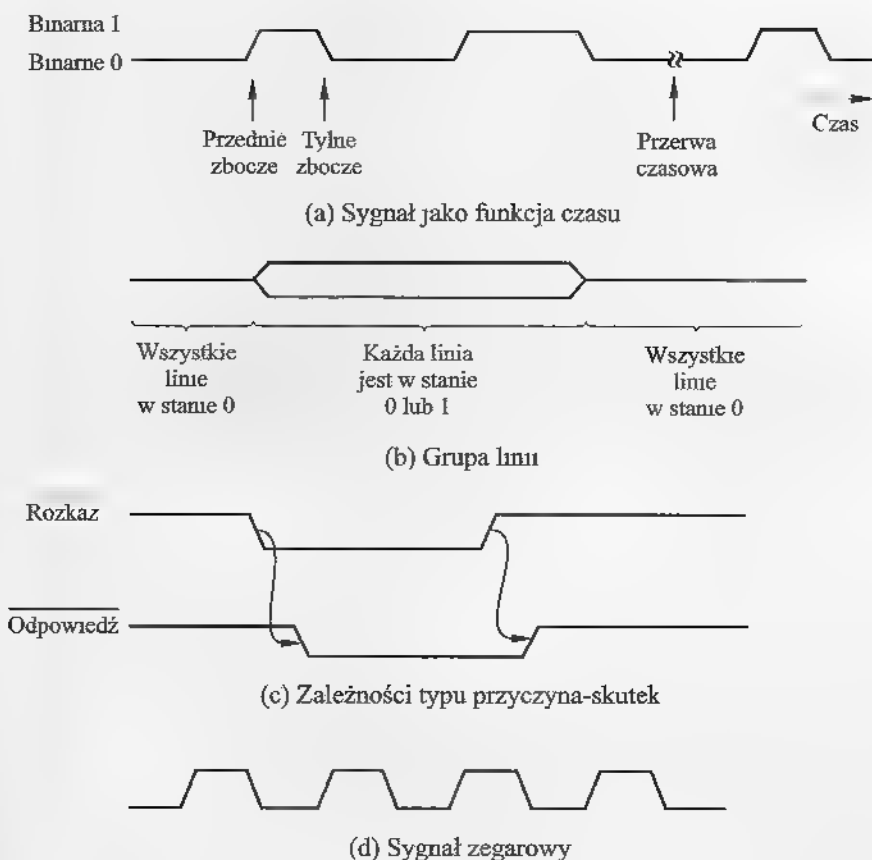 Binarna 1
Binarne 0
Przednie
zbocze
Tylne
zbocze
Przerwa
czasowa
Czas
(a) Sygnał jako funkcja czasu
Wszystkie
linie
w stanie 0
Każda linia
jest w stanie
0 lub 1
Wszystkie
linie
w stanie 0
(b) Grupa linii
Rozkaz
Odpowiedź
(c) Zależności typu przyczyna-skutek
(d) Sygnał zegarowy